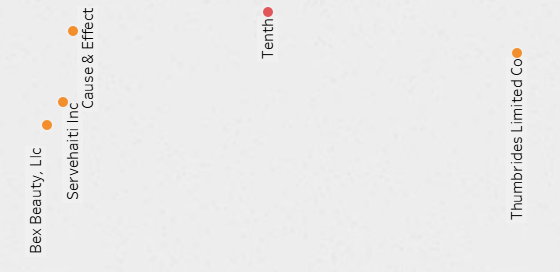 Bex Beauty, Llc
Servehaiti Inc
Cause & Effect
Tenth
Thumbrides Limited Co